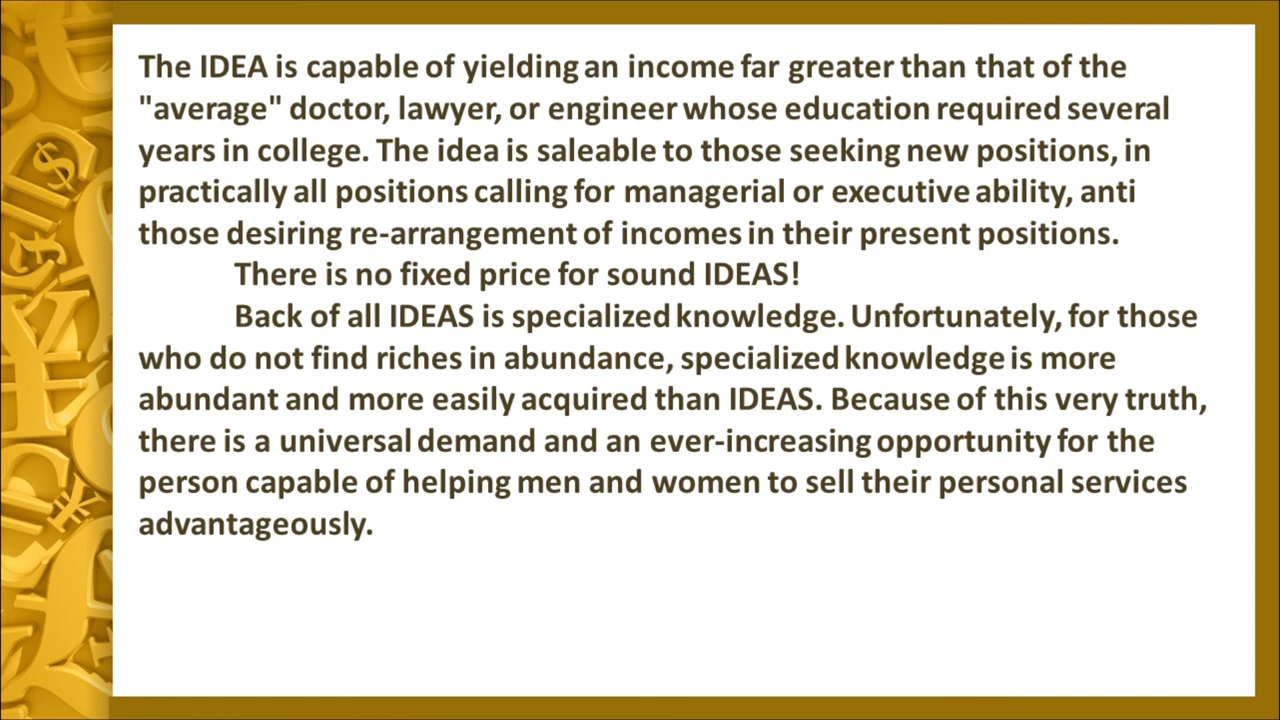 The IDEA is capable of yielding an income far greater than that of the
"average" doctor, lawyer, or engineer whose education required several
years in college. The idea is saleable to those seeking new positions, in
practically all positions calling for managerial or executive ability, anti
those desiring re-arrangement of incomes in their present positions.
There is no fixed price for sound IDEAS!
Back of all IDEAS is specialized knowledge. Unfortunately, for those
who do not find riches in abundance, specialized knowledge is more
abundant and more easily acquired than IDEAS. Because of this very truth,
there is a universal demand and an ever-increasing opportunity for the
person capable of helping men and women to sell their personal services
advantageously.